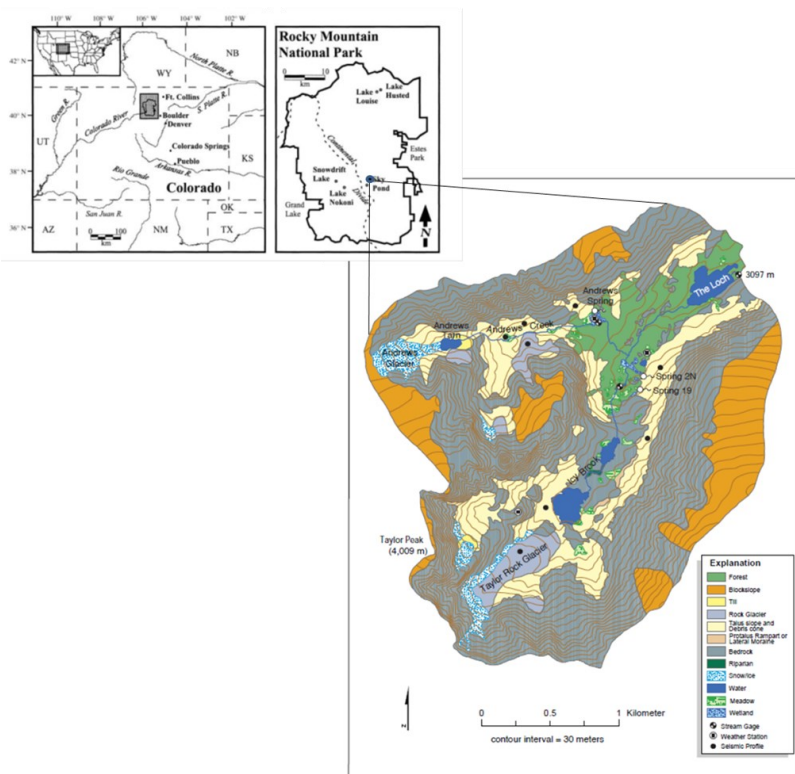 110° W 108° W 106° W 104° W 102° W
42° N
40° N
38° N
36° N
NB
WY
North Platte R.
Ft. Collins
S. Platte R.
Green R.
Colorado River
Boulder
Denver
UT
Colorado Springs
KS
Pueblo
Arkansas R.
Rio Grande
Colorado
San Juan R.
OK
AZ
NM
TX
0 100
km
Rocky Mountain
National Park
0 10
km
Lake
Louise
Lake
Husted
Continental
Divide
Estes
Park
Snowdrift
Lake
Sky
Pond
Lake
Nokoni
Grand
Lake
N
The Loch
3097 m
Andrews
Spring
Andrews
Tarn
Andrews Creek
Andrews
Glacier
Spring 2N
Spring 19
Icy Brook
Taylor Peak
(4,009 m)
Taylor Rock Glacier
Explanation
Forest
Blockslope
Till
Rock Glacier
Talus slope and
Debris cone
Protalus Rampart or
Lateral Moraine
Bedrock
Riparian
Snow/Ice
Water
Meadow
Wetland
Stream Gage
Weather Station
Seismic Profile
N
0 0.5 1 Kilometer
contour interval = 30 meters